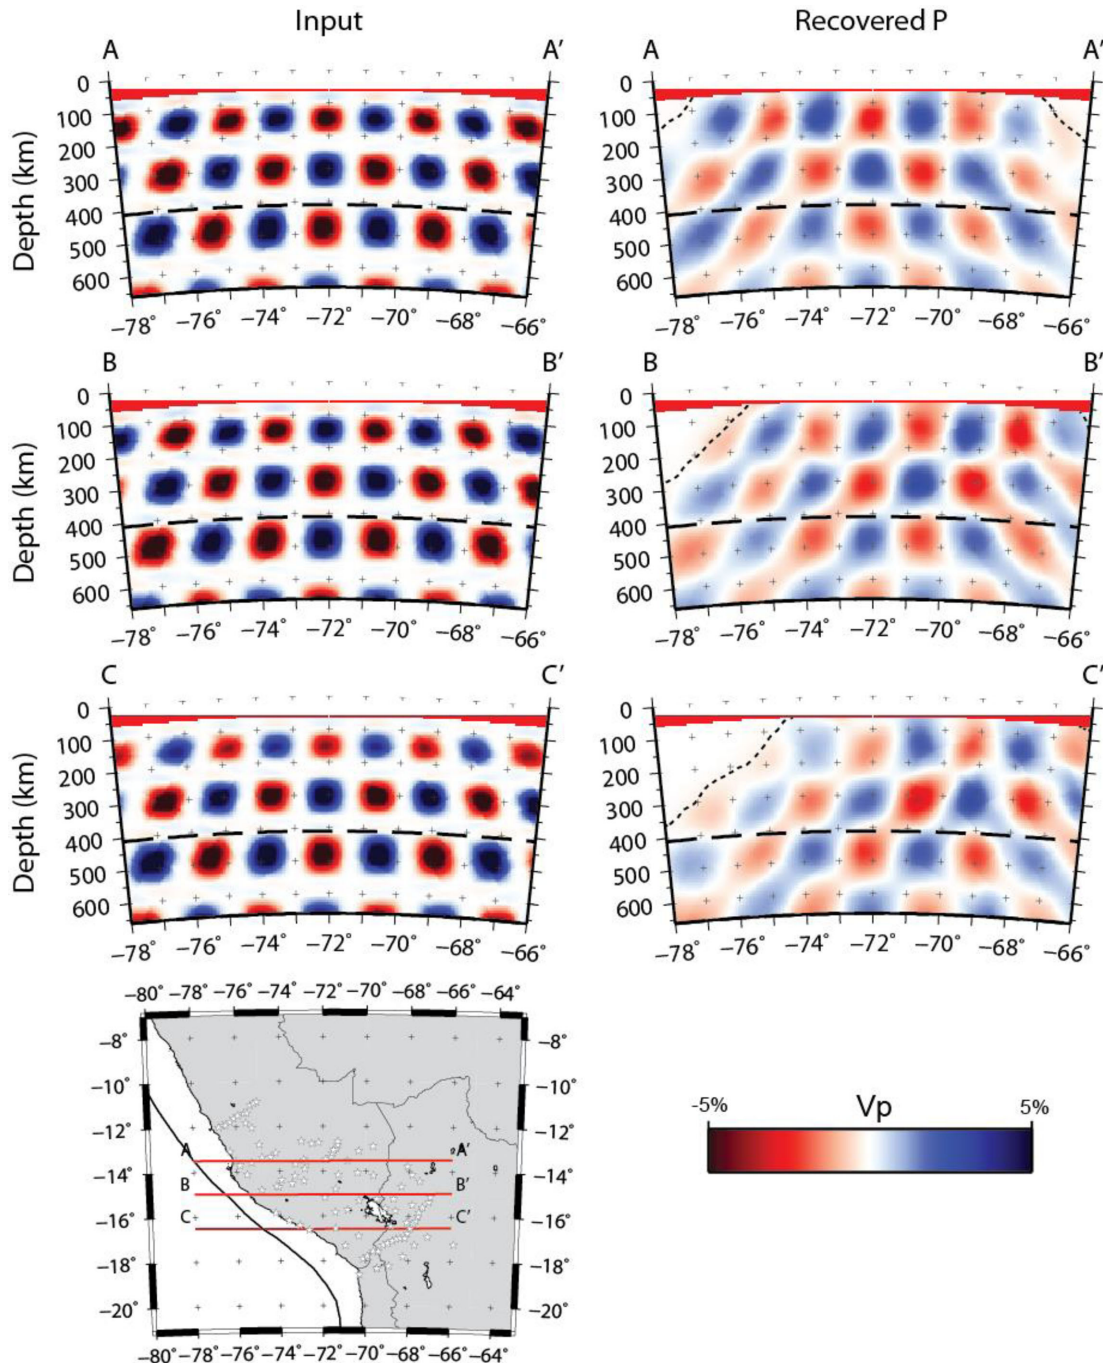 Input Recovered P
A A' A A'
0 0
100 100
200 200
300 300
400 400
500 500
600 600
Depth (km)
−78 −76 −74 −72 −70 −68 −66˚ −78 −76 −74 −72 −70 −68 −66˚
B B' B B'
0 0
100 100
200 200
300 300
400 400
500 500
600 600
Depth (km)
−78 −76 −74 −72 −70 −68 −66˚ −78 −76 −74 −72 −70 −68 −66˚
C C' C C'
0 0
100 100
200 200
300 300
400 400
500 500
600 600
Depth (km)
−78 −76 −74 −72 −70 −68 −66˚ −78 −76 −74 −72 −70 −68 −66˚
−80˚ −78˚ −76˚ −74˚ −72˚ −70˚ −68˚ −66˚ −64˚
−8˚ −8˚
−10˚ −10˚
−12˚ −12˚
A A'
−14˚ −14˚
B B'
−16˚ C C' −16˚
−18˚ −18˚
−20˚ −20˚
−80˚ −78˚ −76˚ −74˚ −72˚ −70˚ −68˚ −66˚ −64˚
-5% Vp 5%